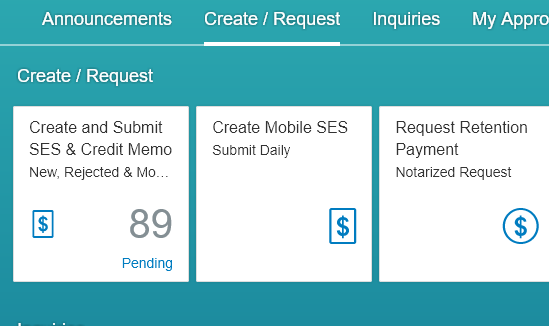 Announcements Create / Request Inquiries My Appro
Create / Request
Create and Submit
SES & Credit Memo
New, Rejected & Mo...
89
Pending
Create Mobile SES
Submit Daily
Request Retention
Payment
Notarized Request